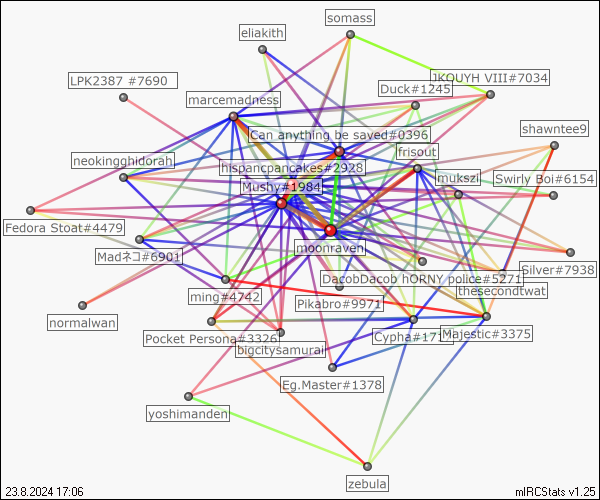 somass
eliakith
LPK2387 #7690
JKOUYH VIII#7034
Duck#1245
marcemadness
shawntee9
Can anything be saved#0396
neokingghidorah
frisout
hispancpancakes#2928
mukszi
Swirly Boi#6154
Mushy#1984
Fedora Stoat#4479
moonraven
Madネコ#6901
Silver#7938
DacobDacob hORNY police#5271
thesecondtwat
ming#4742
Pikabro#9971
normalwan
Pocket Persona#3326
Cypha#17
Majestic#3375
bigcitysamurai
Eg.Master#1378
yoshimanden
zebula
23.8.2024 17:06
mIRCStats v1.25